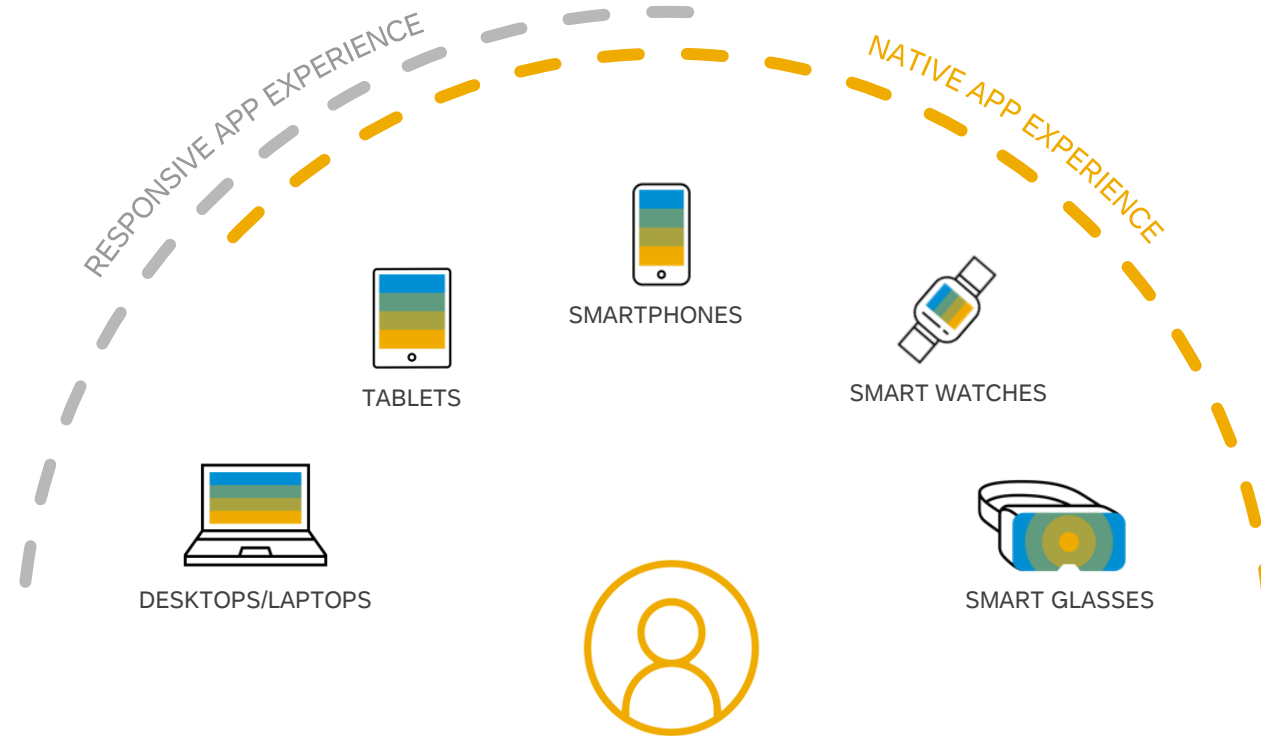 RESPONSIVE APP EXPERIENCE
NATIVE APP EXPERIENCE
SMARTPHONES
TABLETS
SMART WATCHES
DESKTOPS/LAPTOPS
SMART GLASSES